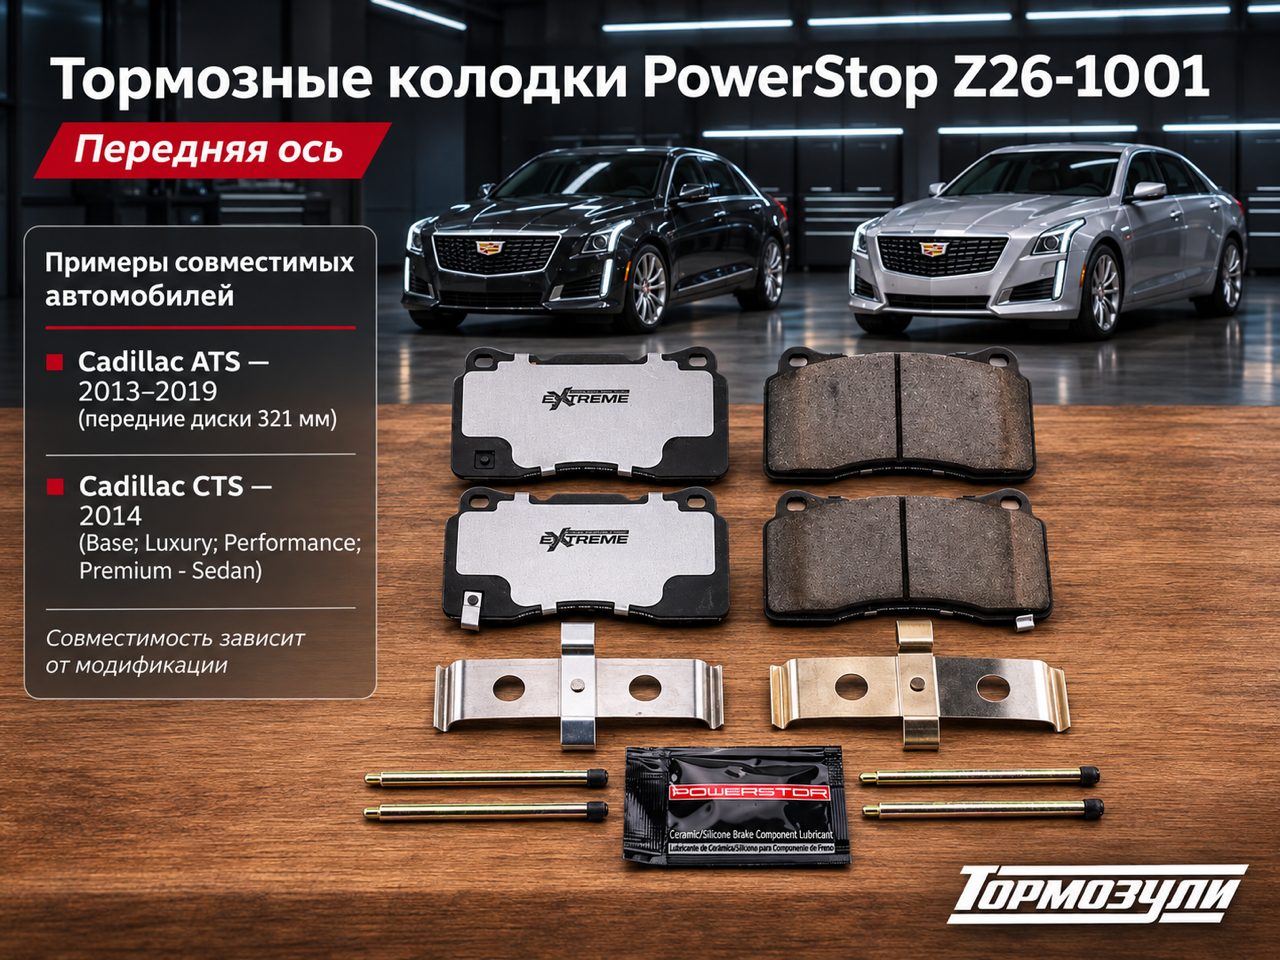 Тормозные колодки PowerStop Z26-1001
Передняя ось
Примеры совместимых
автомобилей
Cadillac ATS —
2013–2019
(передние диски 321 мм)
Cadillac CTS —
2014
(Base; Luxury; Performance;
Premium - Sedan)
Совместимость зависит
от модификации
EXTREME
EXTREME
POWERSTOR
Ceramic/Silicone Brake Component Lubricant
Lubricante de Cerámica/Silicona para Componente de Freno
ТОРМОЗУЛИ